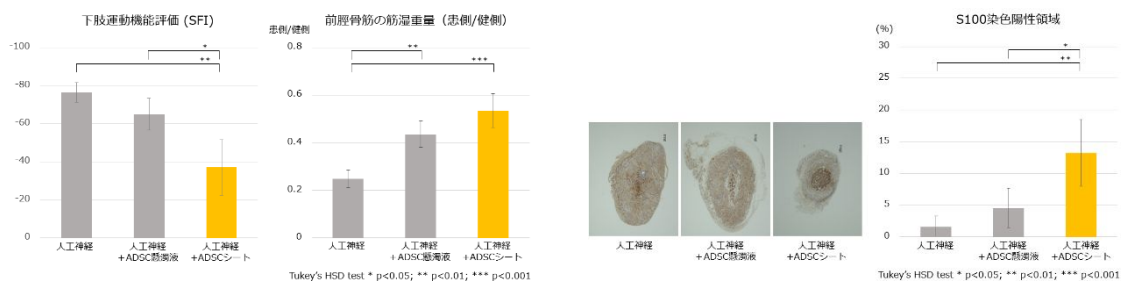 下肢運動機能評価 (SFI)
-100
-80
-60
-40
-20
0
*
**
人工神経
人工神経
+ADSC懸濁液
人工神経
+ADSCシート
前脛骨筋の筋湿重量（患側/健側）
患側/健側
0.8
0.6
0.4
0.2
0
**
***
人工神経
人工神経
+ADSC懸濁液
人工神経
+ADSCシート
Tukey's HSD test * p<0.05; ** p<0.01; *** p<0.001
人工神経
人工神経
+ADSC懸濁液
人工神経
+ADSCシート
S100染色陽性領域
(%)
30
25
20
15
10
5
0
*
**
人工神経
人工神経
+ADSC懸濁液
人工神経
+ADSCシート
Tukey's HSD test * p<0.05; ** p<0.01; *** p<0.001